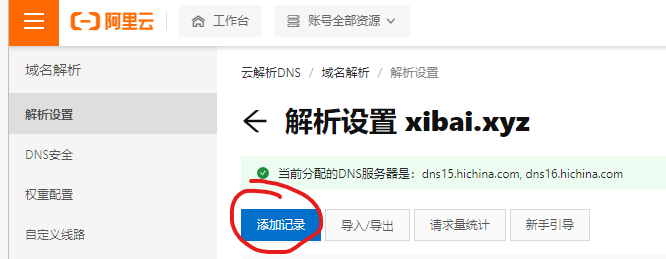 阿里云 工作台 账号全部资源
域名解析
云解析DNS / 域名解析 / 解析设置
解析设置
解析设置 xibai.xyz
DNS安全
当前分配的DNS服务器是：dns15.hichina.com, dns16.hichina.com
权重配置
添加记录 导入/导出 请求量统计 新手引导
自定义线路